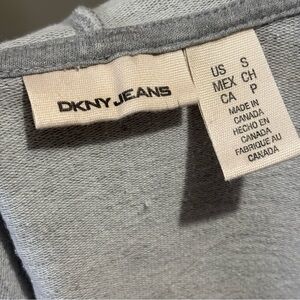 DKNY JEANS
US S
MEX CH
CA P
MADE IN
CANADA
HECHO EN
CANADA
FABRIQUE AU
CANADA